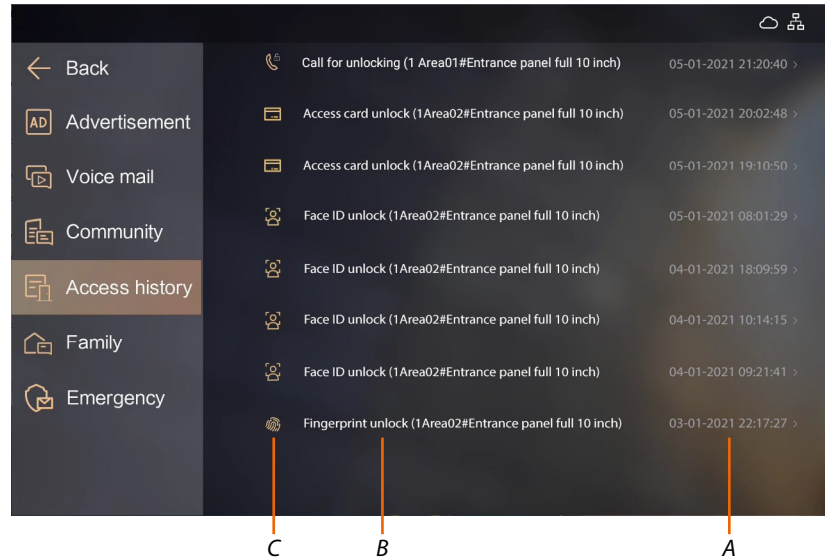 Back
AD Advertisement
Voice mail
Community
Access history
Family
Emergency
Call for unlocking (1 Area01#Entrance panel full 10 inch) 05-01-2021 21:20:40 >
Access card unlock (1Area02#Entrance panel full 10 inch) 05-01-2021 20:02:48 >
Access card unlock (1Area02#Entrance panel full 10 inch) 05-01-2021 19:10:50 >
Face ID unlock (1Area02#Entrance panel full 10 inch) 05-01-2021 08:01:29 >
Face ID unlock (1Area02#Entrance panel full 10 inch) 04-01-2021 18:09:59 >
Face ID unlock (1Area02#Entrance panel full 10 inch) 04-01-2021 10:14:15 >
Face ID unlock (1Area02#Entrance panel full 10 inch) 04-01-2021 09:21:41 >
Fingerprint unlock (1Area02#Entrance panel full 10 inch) 03-01-2021 22:17:27 >
C B A